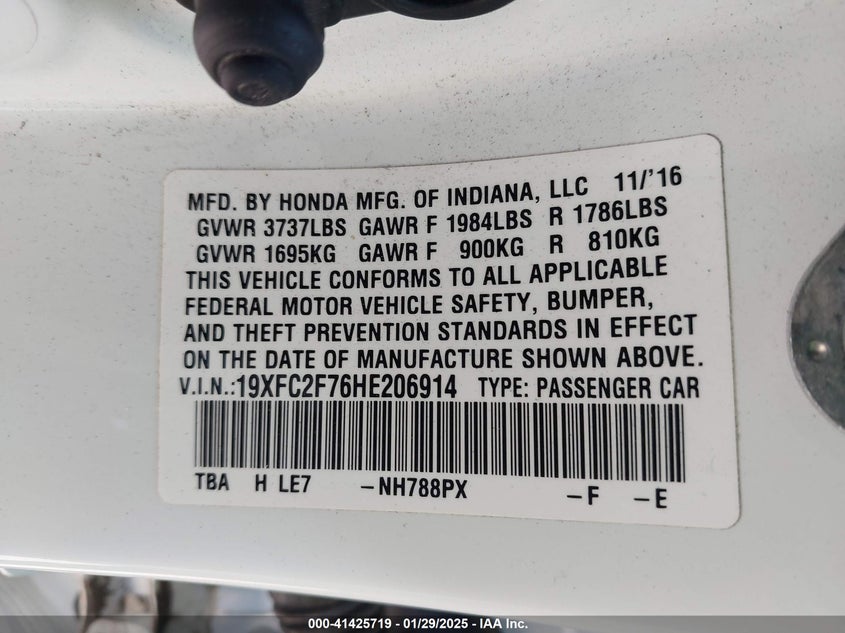 MFD. BY HONDA MFG. OF INDIANA, LLC 11/'16
GVWR 3737LBS GAWR F 1984LBS R 1786LBS
GVWR 1695KG GAWR F 900KG R 810KG
THIS VEHICLE CONFORMS TO ALL APPLICABLE
FEDERAL MOTOR VEHICLE SAFETY, BUMPER,
AND THEFT PREVENTION STANDARDS IN EFFECT
ON THE DATE OF MANUFACTURE SHOWN ABOVE.
V.I.N.:19XFC2F76HE206914 TYPE: PASSENGER CAR
TBA H LE7 –NH788PX –F –E
000-41425719 - 01/29/2025 - IAA Inc.